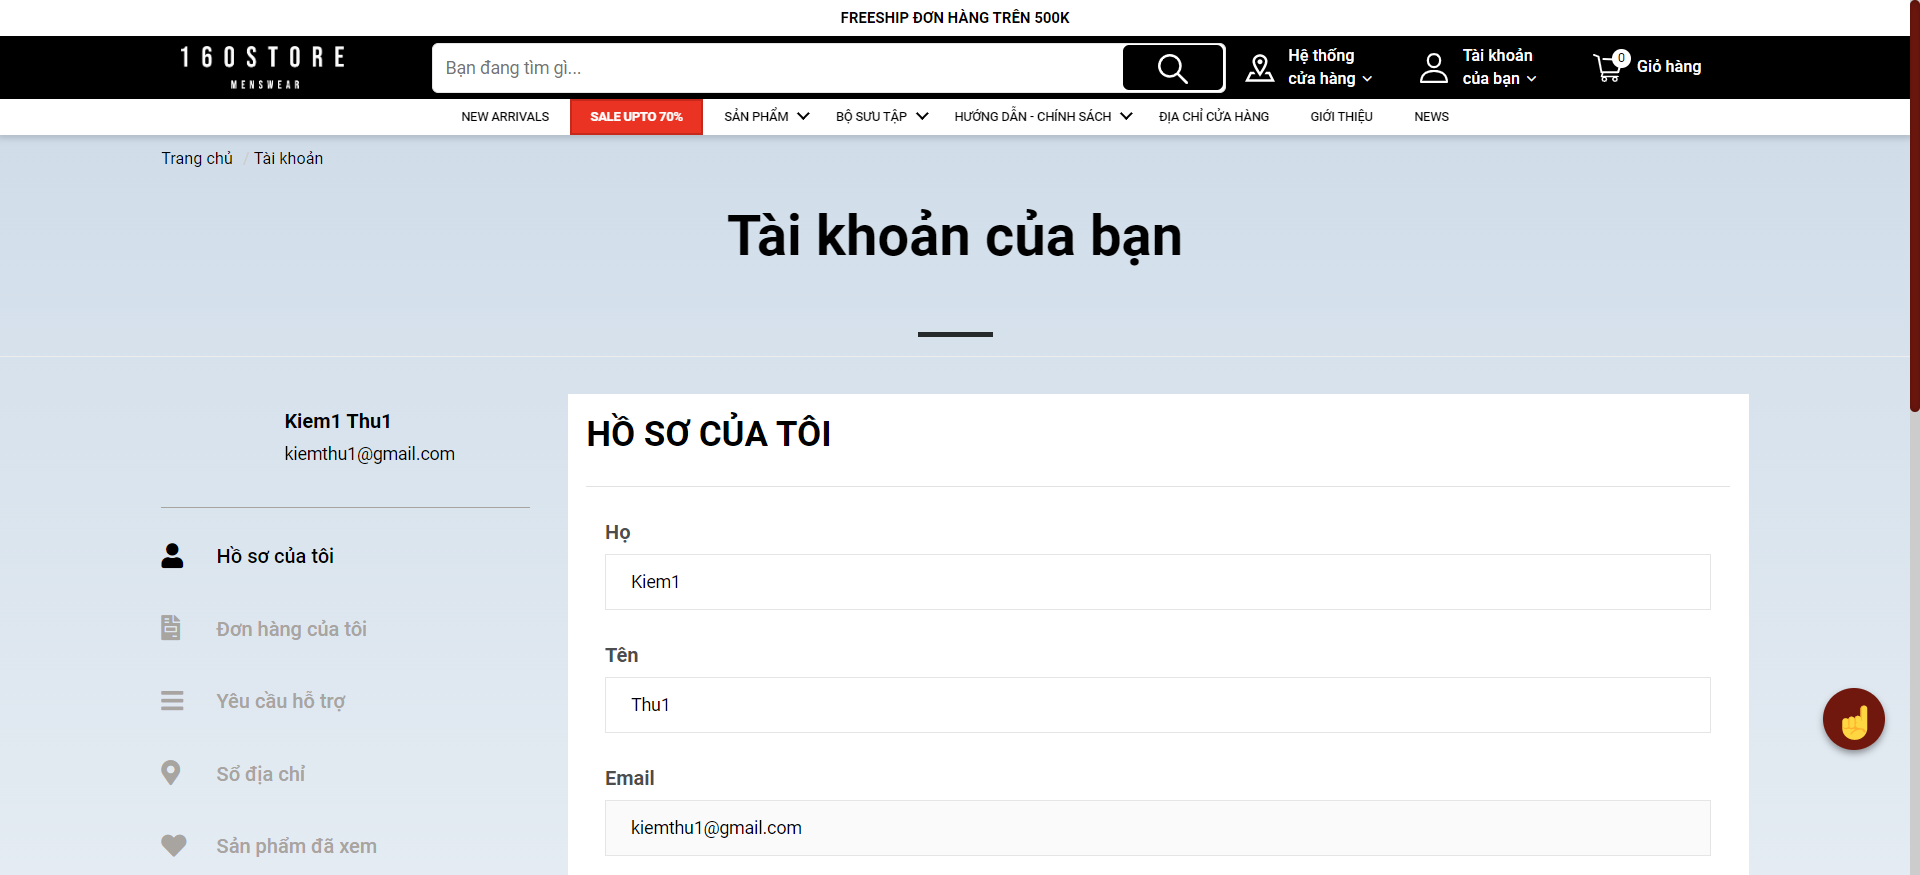 FREESHIP ĐƠN HÀNG TRÊN 500K
160STORE
MENSWEAR
Bạn đang tìm gì...
Hệ thống
cửa hàng
Tài khoản
của bạn
0
Giỏ hàng
NEW ARRIVALS
SALE UPTO 70%
SẢN PHẨM
BỘ SƯU TẬP
HƯỚNG DẪN - CHÍNH SÁCH
ĐỊA CHỈ CỬA HÀNG
GIỚI THIỆU
NEWS
Trang chủ / Tài khoản
Tài khoản của bạn
Kiem1 Thu1
kiemthu1@gmail.com
Hồ sơ của tôi
Đơn hàng của tôi
Yêu cầu hỗ trợ
Sổ địa chỉ
Sản phẩm đã xem
HỒ SƠ CỦA TÔI
Họ
Kiem1
Tên
Thu1
Email
kiemthu1@gmail.com